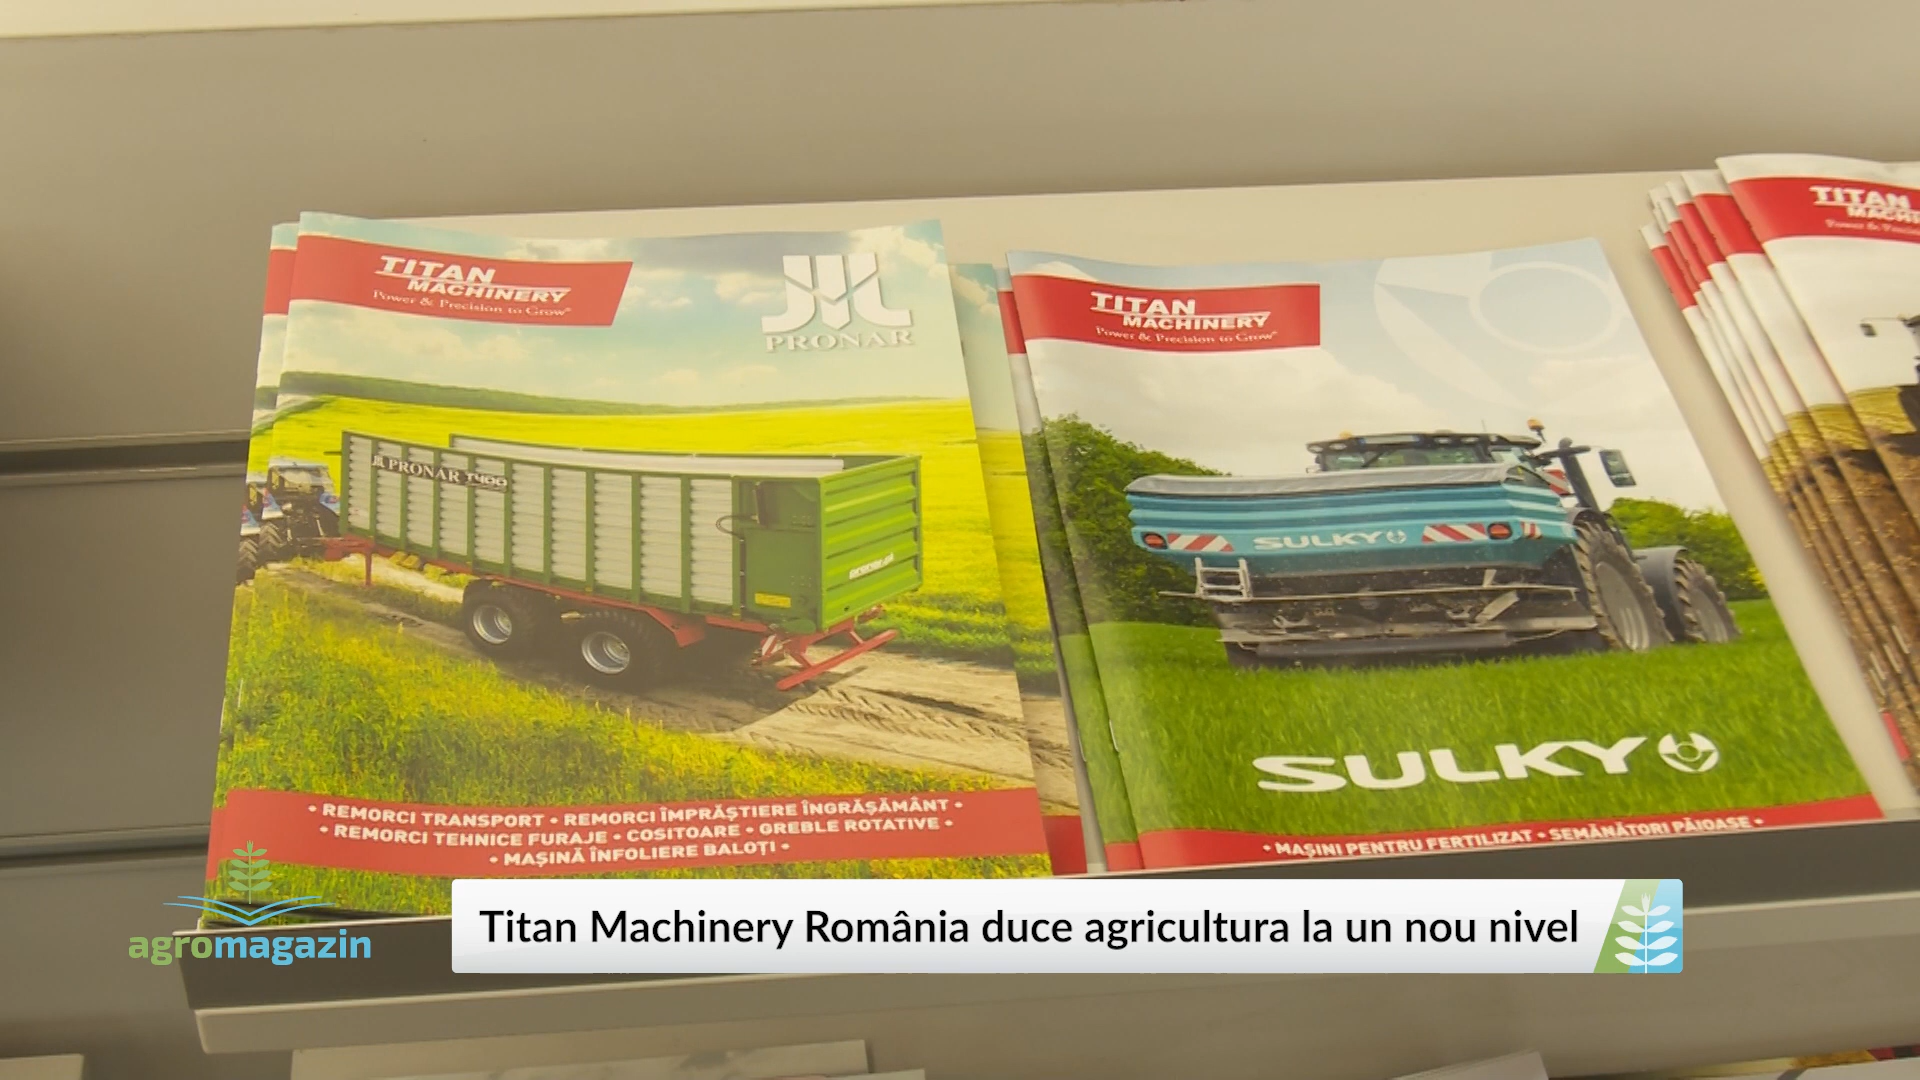 TITAN
MACHINERY
Power & Precision to Grow®
PRONAR
PRONAR T400
pronar.pl
• REMORCI TRANSPORT • REMORCI ÎMPRĂȘTIERE ÎNGRĂȘĂMÂNT •
• REMORCI TEHNICE FURAJE • COSITOARE • GREBLE ROTATIVE •
• MAȘINĂ ÎNFOLIERE BALOȚI •
TITAN
MACHINERY
Power & Precision to Grow®
SULKY
SULKY
• MAȘINI PENTRU FERTILIZAT • SEMĂNĂTORI PĂIOASE •
TITAN
agromagazin
Titan Machinery România duce agricultura la un nou nivel